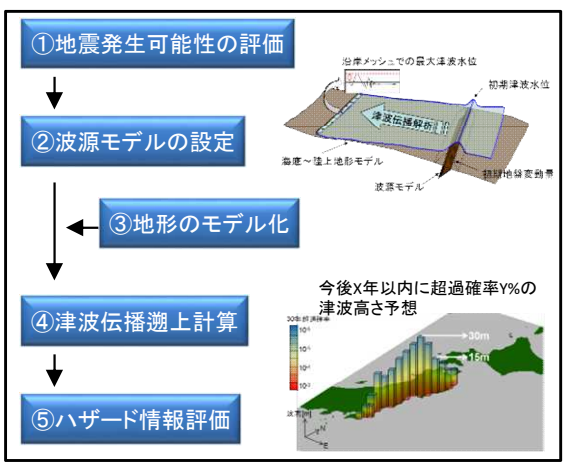 ①地震発生可能性の評価
②波源モデルの設定
③地形のモデル化
④津波伝播遡上計算
⑤ハザード情報評価
沿岸メッシュでの最大津波水位
初期津波水位
津波伝播解析
海底～陸上地形モデル
初期地盤変動量
波源モデル
今後X年以内に超過確率Y%の
津波高さ予想
30m
15m
N
E